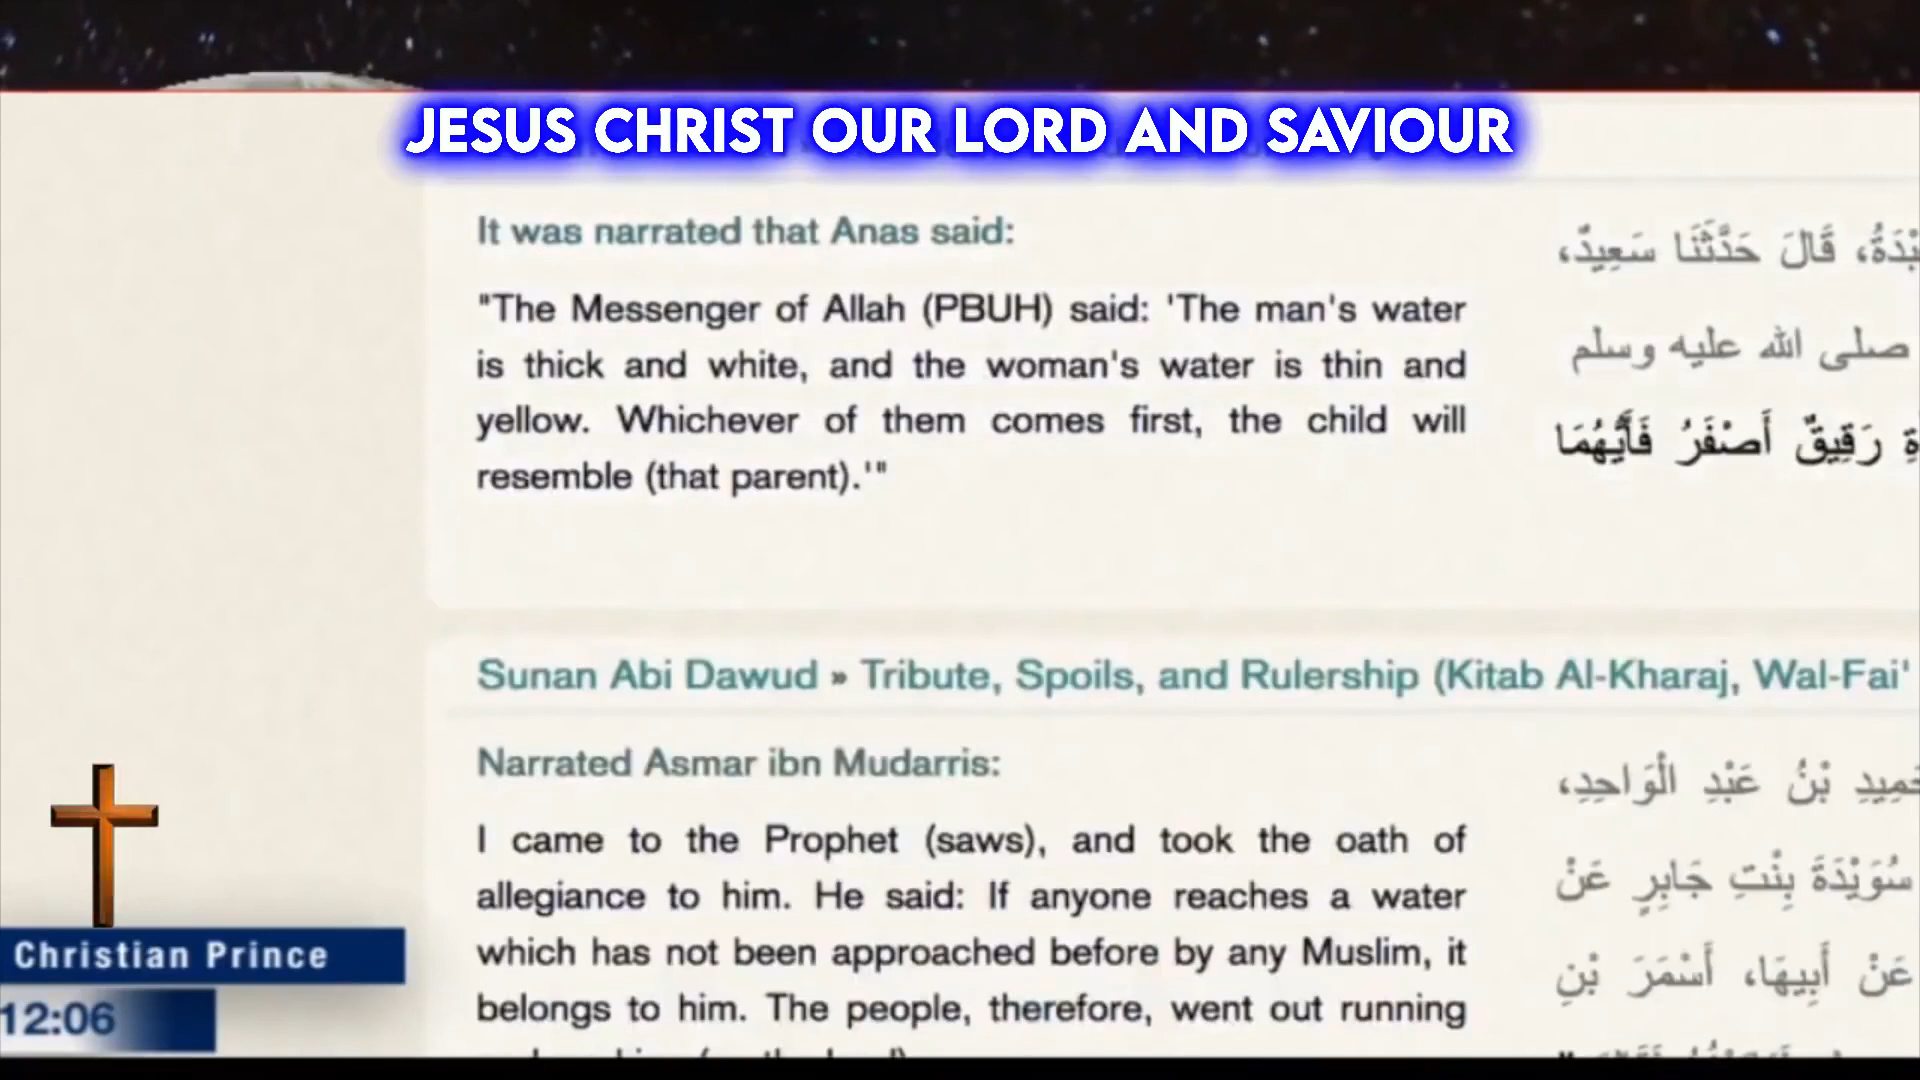 JESUS CHRIST OUR LORD AND SAVIOUR
It was narrated that Anas said:
"The Messenger of Allah (PBUH) said: 'The man's water
is thick and white, and the woman's water is thin and
yellow. Whichever of them comes first, the child will
resemble (that parent).'"
قَالَ حَدَّثَنَا سَعِيدٌ،
صلى الله عليه وسلم
رَقِيقٌ أَصْفَرُ فَأَيُّهُمَا
Sunan Abi Dawud » Tribute, Spoils, and Rulership (Kitab Al-Kharaj, Wal-Fai'
Narrated Asmar ibn Mudarris:
I came to the Prophet (saws), and took the oath of
allegiance to him. He said: If anyone reaches a water
which has not been approached before by any Muslim, it
belongs to him. The people, therefore, went out running
بْنُ عَبْدِ الْوَاحِدِ،
سُوَيْدَةَ بِنْتِ جَابِرٍ عَنْ
عَنْ أَبِيهَا، أَسْمَرَ بْنِ
Christian Prince
12:06